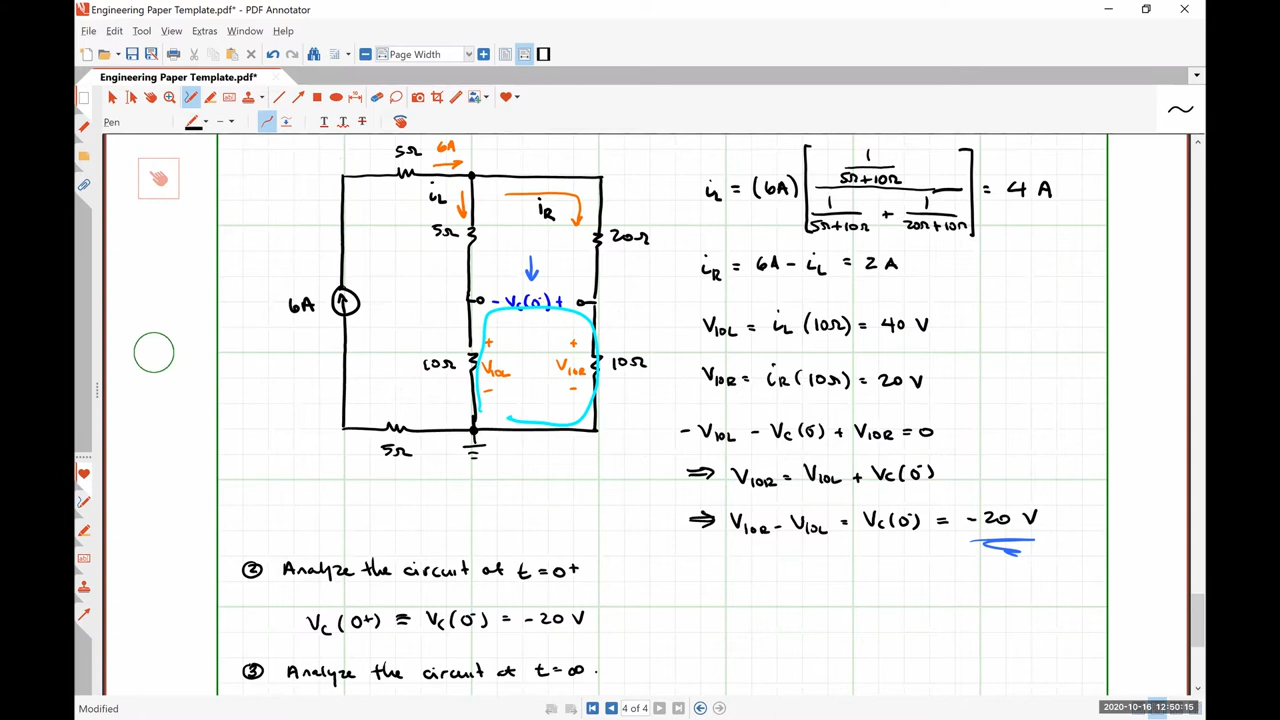 Engineering Paper Template.pdf* - PDF Annotator
File Edit Tool View Extras Window Help
Page Width
Engineering Paper Template.pdf*
Pen
5Ω 6A
iL
iR
5Ω
20Ω
6A
- Vc(0-) +
+ +
10Ω V10L V10R 10Ω
- -
5Ω
iL = (6A) [ (1 / (5Ω+10Ω)) / (1 / (5Ω+10Ω) + 1 / (20Ω+10Ω)) ] = 4 A
iR = 6A - iL = 2 A
V10L = iL (10Ω) = 40 V
V10R = iR (10Ω) = 20 V
- V10L - Vc(0-) + V10R = 0
⇒ V10R = V10L + Vc(0-)
⇒ V10R - V10L = Vc(0-) = -20 V
② Analyze the circuit at t = 0+
Vc(0+) ≡ Vc(0-) = -20 V
③ Analyze the circuit at t = ∞.
Modified
4 of 4
2020-10-16 12:50:15